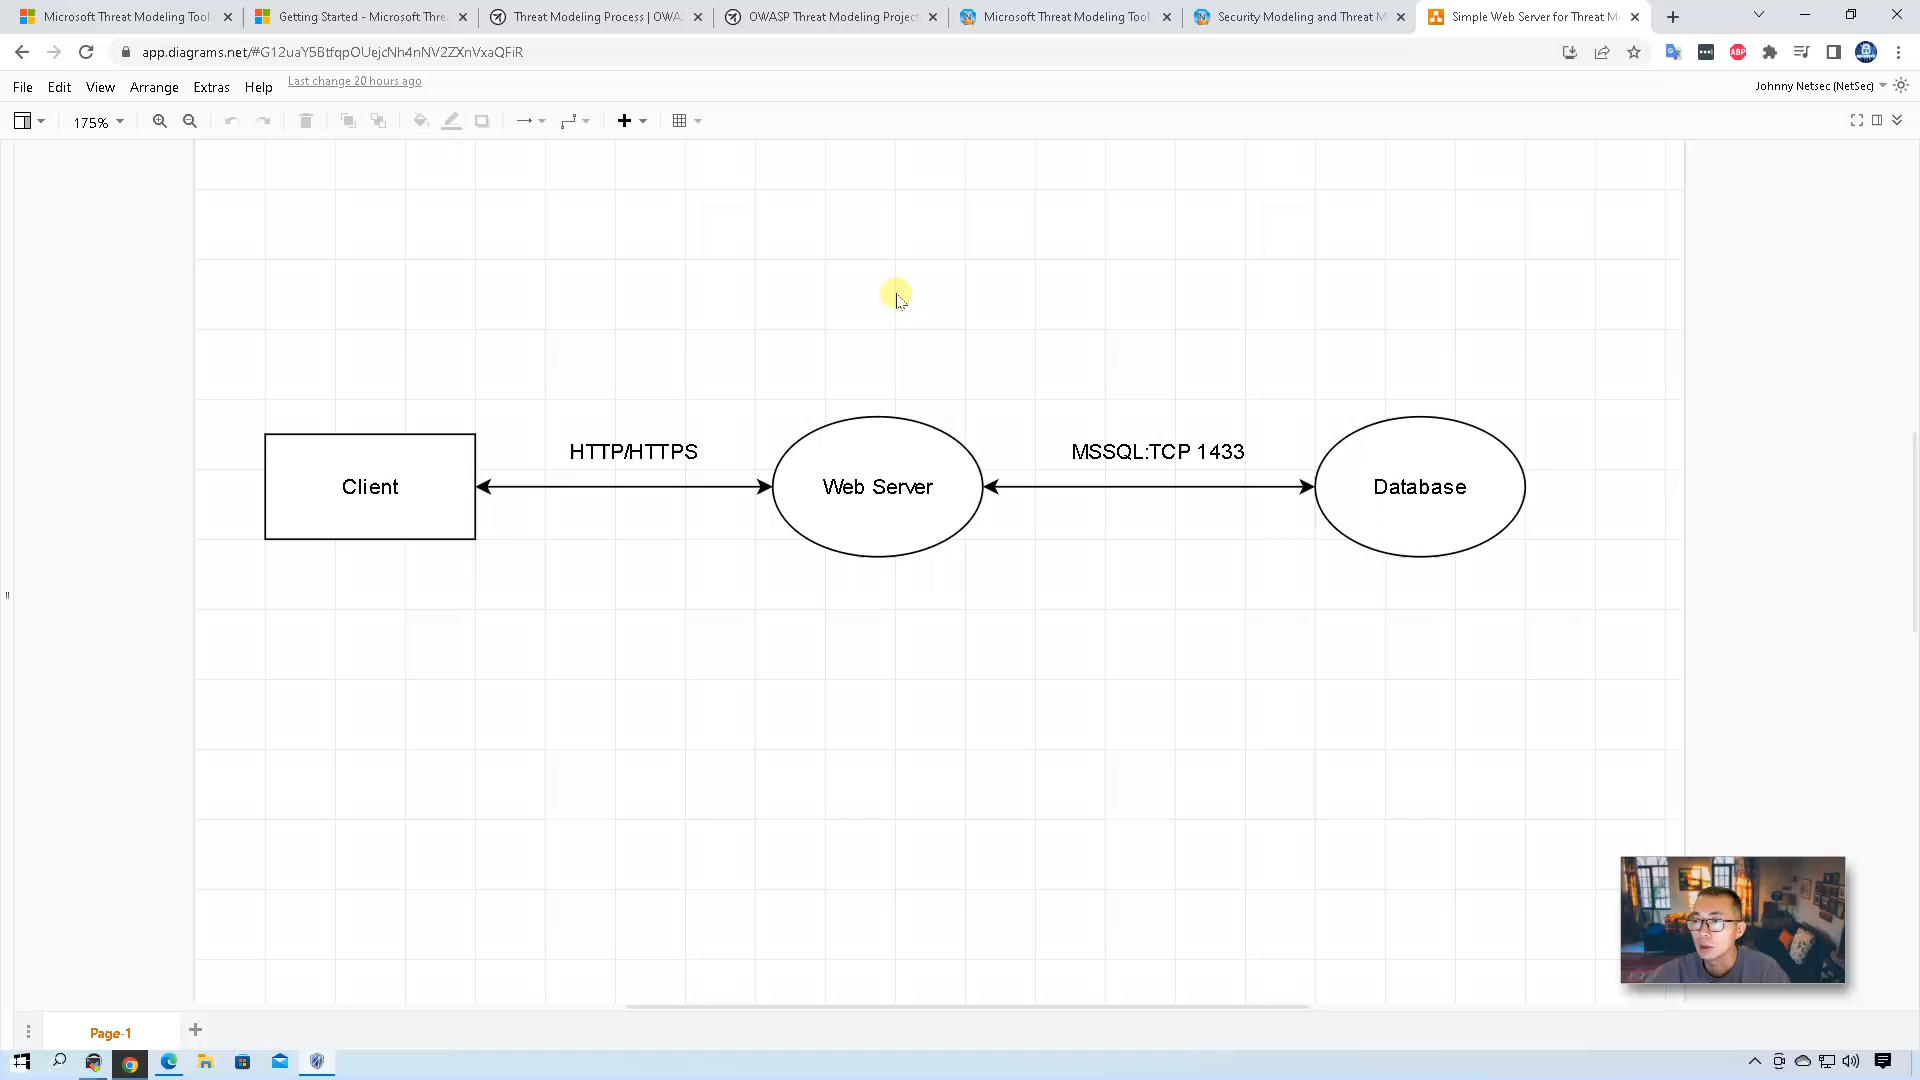 Microsoft Threat Modeling Tool
Getting Started - Microsoft Thre
Threat Modeling Process | OWAS
OWASP Threat Modeling Project
Microsoft Threat Modeling Tool
Security Modeling and Threat M
Simple Web Server for Threat M
app.diagrams.net/#G12uaY5BtfqpOUejcNh4nNV2ZXnVxaQFiR
ABP
File Edit View Arrange Extras Help Last change 20 hours ago
Johnny Netsec (NetSec)
175%
HTTP/HTTPS
MSSQL:TCP 1433
Client
Web Server
Database
Page-1